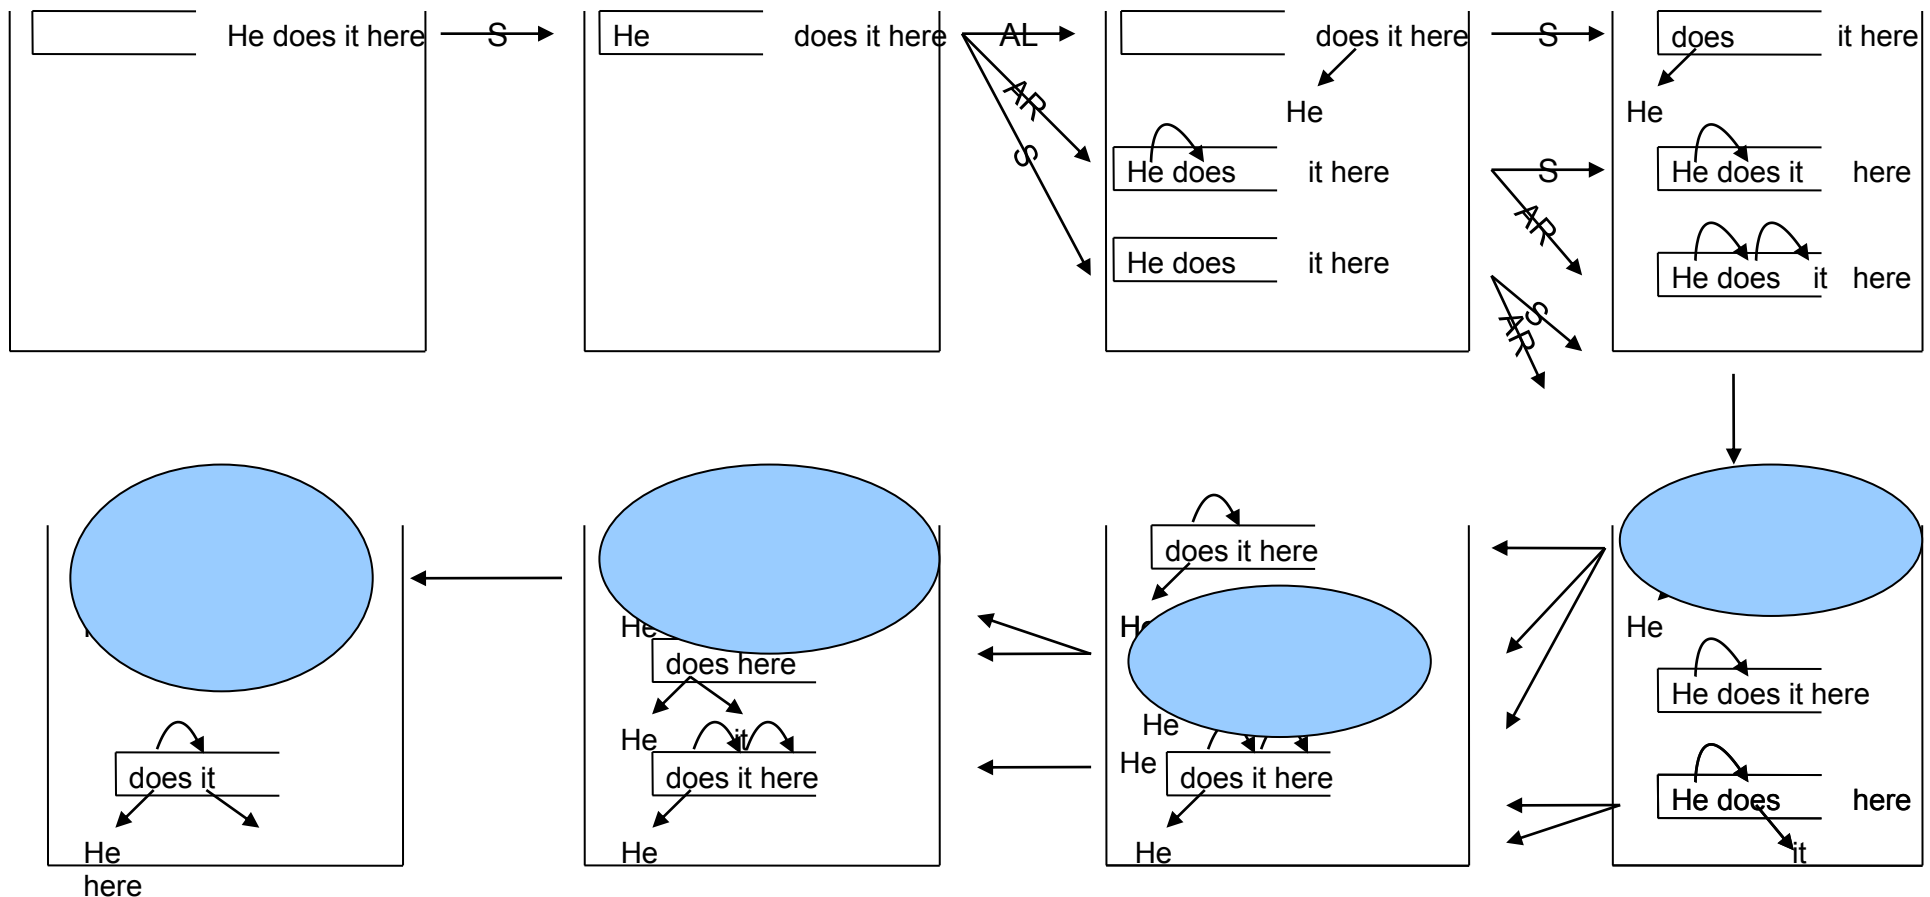 He does it here
S
He
does it here
AL
AR
S
does it here
He
He does
it here
He does
it here
S
S
AR
S
AR
does
it here
He
He does it
here
He does it
here
He
He does it here
He does
here
it
does it here
He
He
does it here
He
He
does here
He
it
does it here
He
does it
He
here